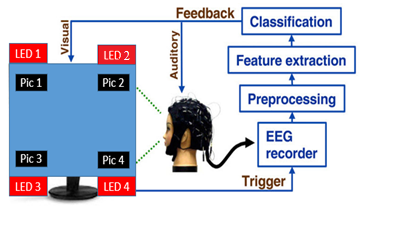 Feedback
Classification
Visual
Auditory
LED 1
LED 2
Feature extraction
Pic 1
Pic 2
Preprocessing
EEG
recorder
Pic 3
Pic 4
LED 3
LED 4
Trigger